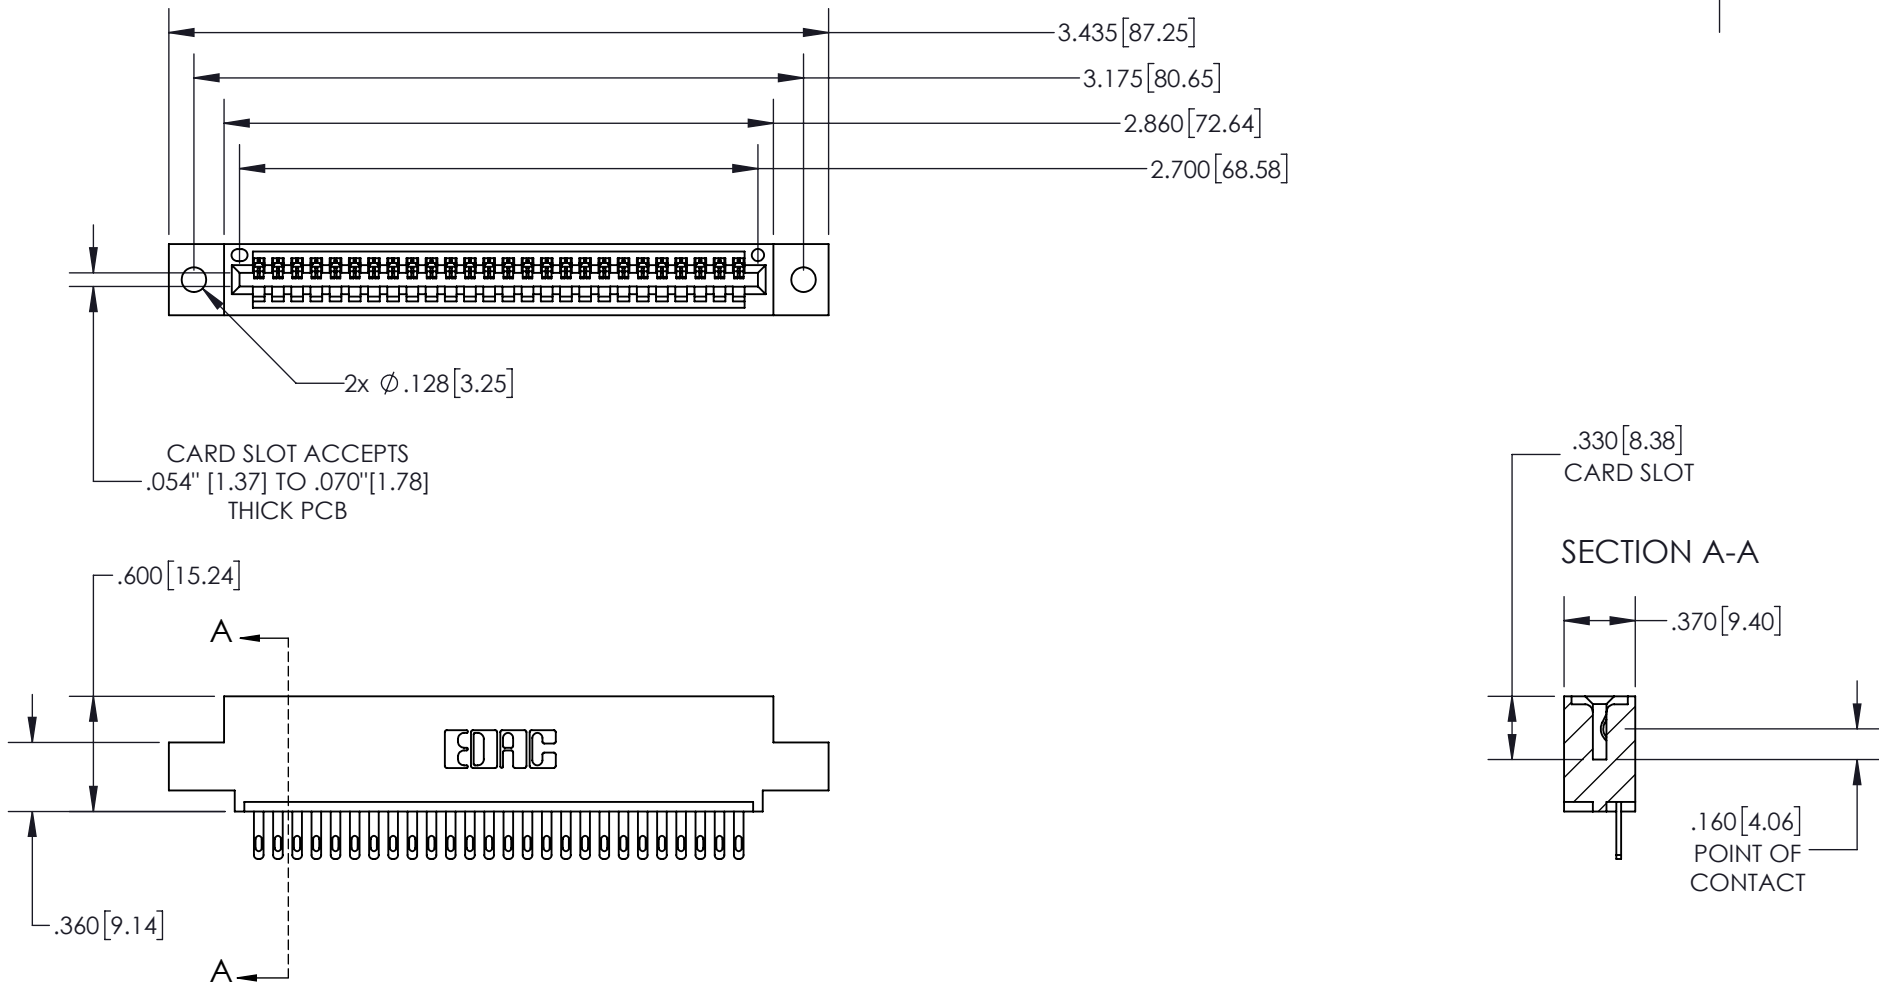 3.435[87.25]
3.175[80.65]
2.860[72.64]
2.700[68.58]
2x Ø.128[3.25]
CARD SLOT ACCEPTS
.054" [1.37] TO .070"[1.78]
THICK PCB
.330[8.38]
CARD SLOT
SECTION A-A
.600[15.24]
A
.370[9.40]
EDAC
.160[4.06]
POINT OF
CONTACT
.360[9.14]
A